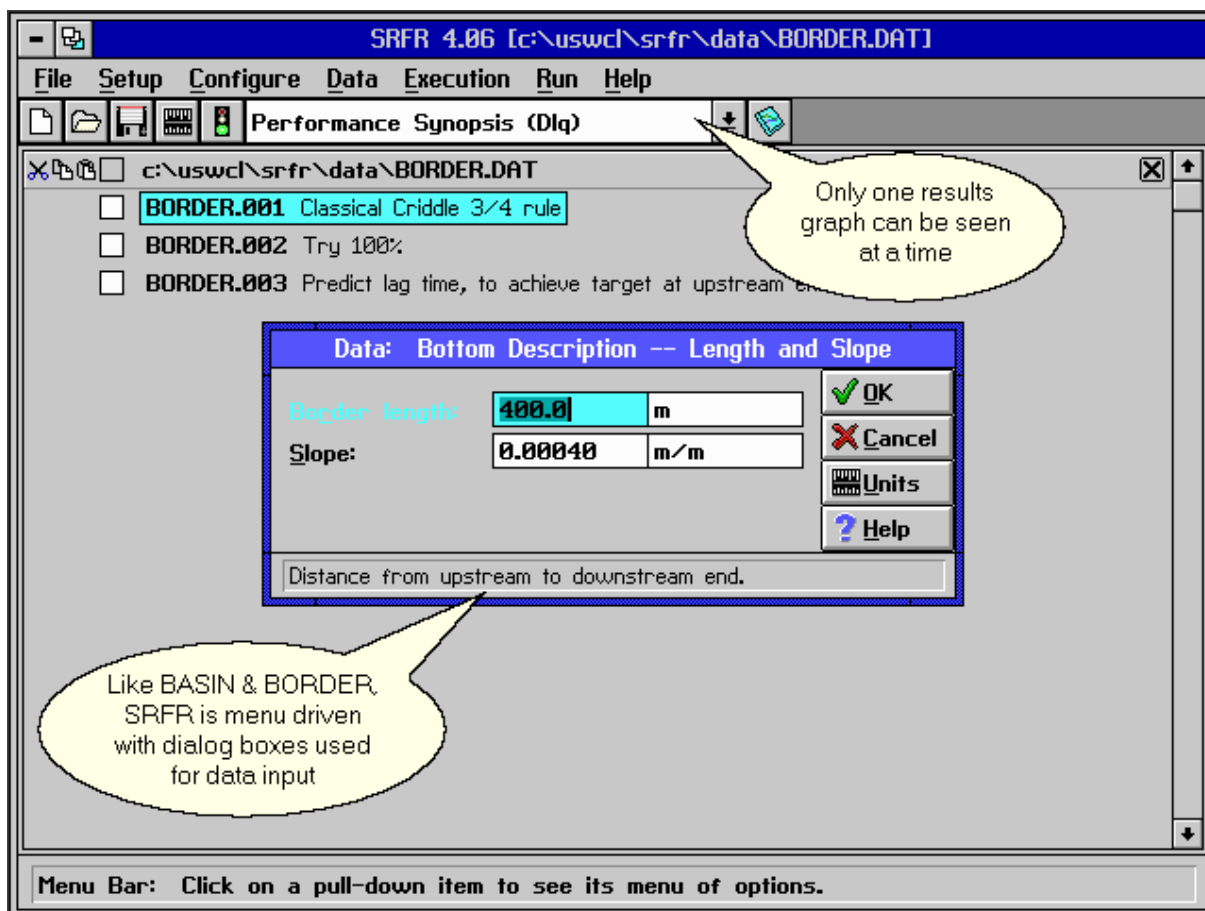 SRFR 4.06 [c:\uswcl\srfr\data\BORDER.DAT]
File Setup Configure Data Execution Run Help
Performance Synopsis (Dlq)
c:\uswcl\srfr\data\BORDER.DAT
BORDER.001 Classical Criddle 3/4 rule
BORDER.002 Try 100%
BORDER.003 Predict lag time, to achieve target at upstream
Only one results
graph can be seen
at a time
Data: Bottom Description -- Length and Slope
Border length: 400.0 m
Slope: 0.00040 m/m
OK
Cancel
Units
Help
Distance from upstream to downstream end.
Like BASIN & BORDER,
SRFR is menu driven
with dialog boxes used
for data input
Menu Bar: Click on a pull-down item to see its menu of options.